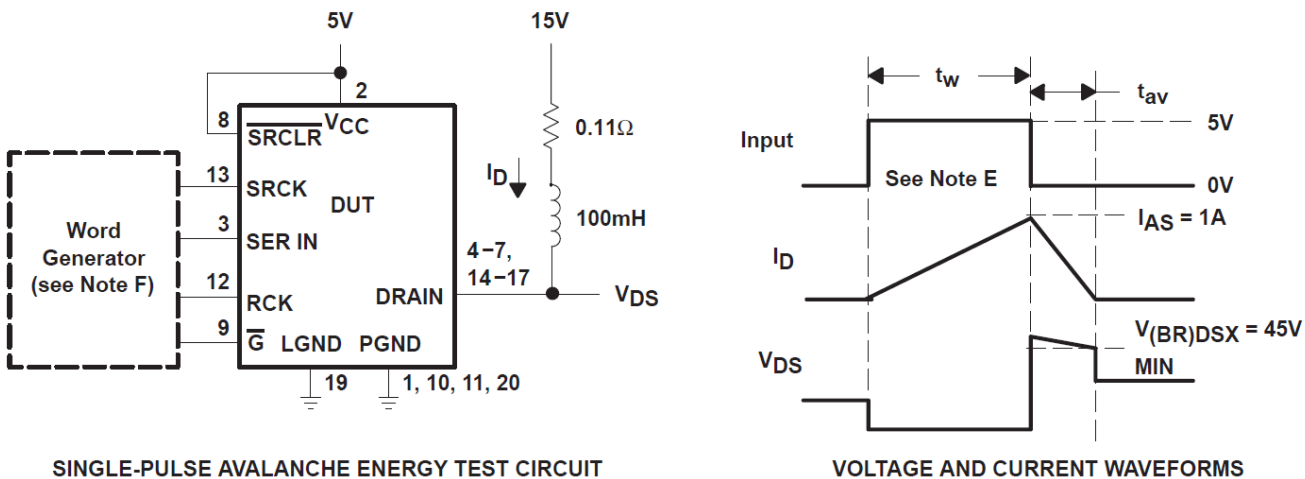 5V
15V
2
8
SRCLR
VCC
0.11Ω
ID
13
SRCK
DUT
100mH
Word
Generator
(see Note F)
3
SER IN
4−7,
14−17
12
RCK
DRAIN
VDS
9
G
LGND
PGND
19
1, 10, 11, 20
SINGLE-PULSE AVALANCHE ENERGY TEST CIRCUIT
tw
tav
Input
See Note E
5V
0V
IAS = 1A
ID
V(BR)DSX = 45V
MIN
VDS
VOLTAGE AND CURRENT WAVEFORMS